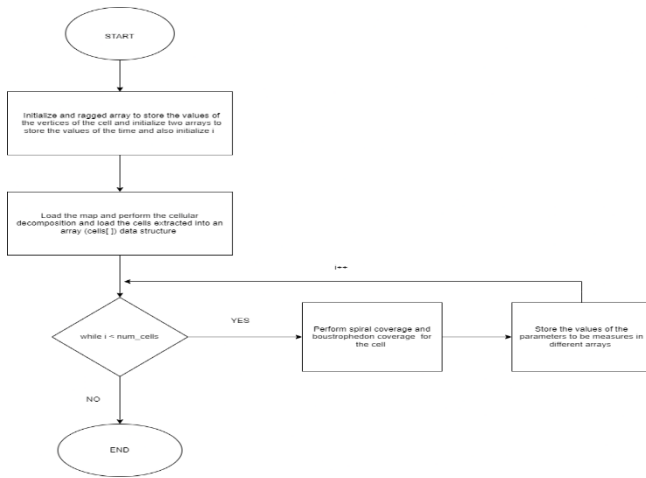 START
Initialize and ragged array to store the values of
the vertices of the cell and initialize two arrays to
store the values of the time and also initialize i
Load the map and perform the cellular
decomposition and load the cells extracted into an
array (cells[ ]) data structure
i++
while i < num_cells
YES
Perform spiral coverage and
boustrophedon coverage for
the cell
Store the values of the
parameters to be measures in
different arrays
NO
END